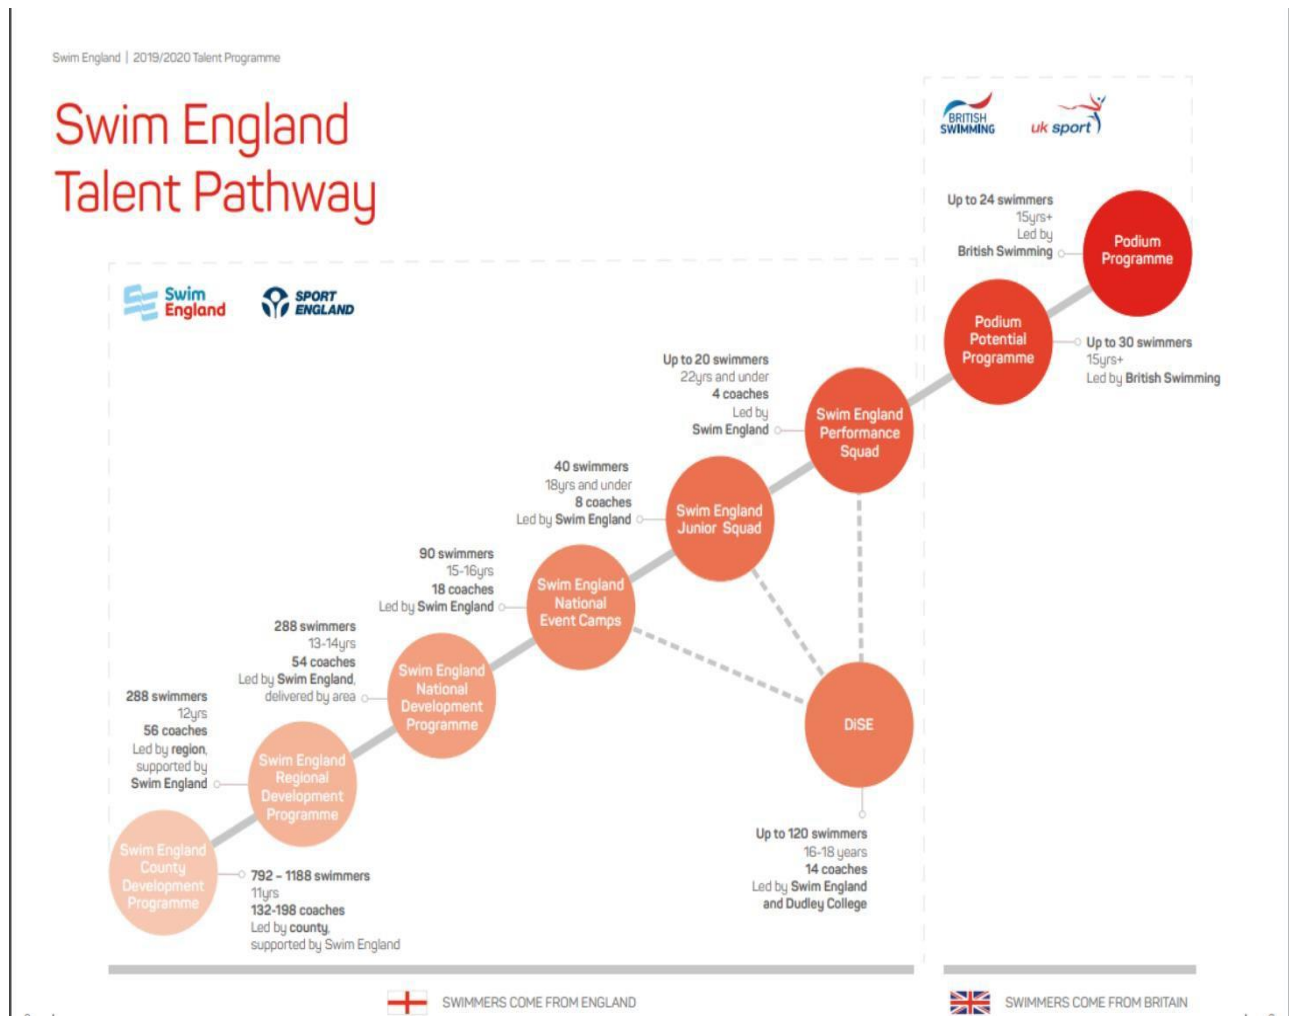 Swim England | 2019/2020 Talent Programme
Swim England
Talent Pathway
BRITISH
SWIMMING
uk sport
Up to 24 swimmers
15yrs+
Led by
British Swimming
Podium
Programme
Swim
England
SPORT
ENGLAND
Podium
Potential
Programme
Up to 30 swimmers
15yrs+
Led by British Swimming
Up to 20 swimmers
22yrs and under
4 coaches
Led by
Swim England
Swim England
Performance
Squad
40 swimmers
18yrs and under
8 coaches
Led by Swim England
Swim England
Junior Squad
90 swimmers
15-16yrs
18 coaches
Led by Swim England
Swim England
National
Event Camps
288 swimmers
13-14yrs
54 coaches
Led by Swim England,
delivered by area
Swim England
National
Development
Programme
288 swimmers
12yrs
56 coaches
Led by region,
supported by
Swim England
Swim England
Regional
Development
Programme
DiSE
Up to 120 swimmers
16-18 years
14 coaches
Led by Swim England
and Dudley College
Swim England
County
Development
Programme
792 – 1188 swimmers
11yrs
132-198 coaches
Led by county,
supported by Swim England
SWIMMERS COME FROM ENGLAND
SWIMMERS COME FROM BRITAIN